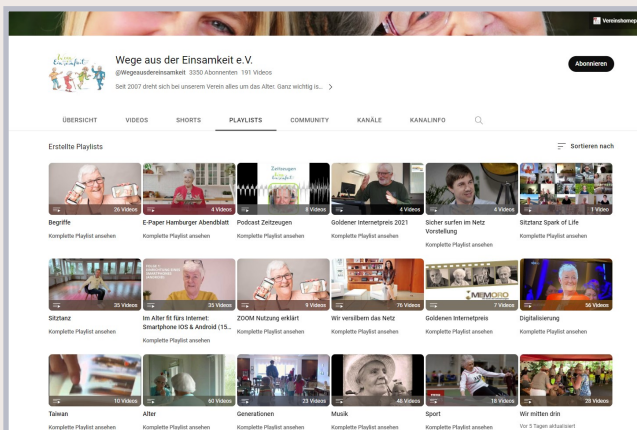 Vereinshomep
Wege aus der Einsamkeit e.V.
@Wegeausdereinsamkeit 3350 Abonnenten 191 Videos
Seit 2007 dreht sich bei unserem Verein alles um das Alter. Ganz wichtig is...
Abonnieren
ÜBERSICHT VIDEOS SHORTS PLAYLISTS COMMUNITY KANÄLE KANALINFO
Erstellte Playlists
Sortieren nach
Zeitzeugen
26 Videos 4 Videos 8 Videos 4 Videos 4 Videos 1 Video
Begriffe E-Paper Hamburger Abendblatt Podcast Zeitzeugen Goldener Internetpreis 2021 Sicher surfen im Netz Sitztanz Spark of Life
Vorstellung
Komplette Playlist ansehen Komplette Playlist ansehen Komplette Playlist ansehen Komplette Playlist ansehen Komplette Playlist ansehen Komplette Playlist ansehen
MEMORO
35 Videos 35 Videos 9 Videos 76 Videos 7 Videos 56 Videos
Sitztanz Im Alter fit fürs Internet: ZOOM Nutzung erklärt Wir versilbern das Netz Goldenen Internetpreis Digitalisierung
Smartphone IOS & Android (15...
Komplette Playlist ansehen Komplette Playlist ansehen Komplette Playlist ansehen Komplette Playlist ansehen Komplette Playlist ansehen Komplette Playlist ansehen
10 Videos 60 Videos 23 Videos 48 Videos 18 Videos 28 Videos
Taiwan Alter Generationen Musik Sport Wir mitten drin
Komplette Playlist ansehen Komplette Playlist ansehen Komplette Playlist ansehen Komplette Playlist ansehen Komplette Playlist ansehen Vor 5 Tagen aktualisiert